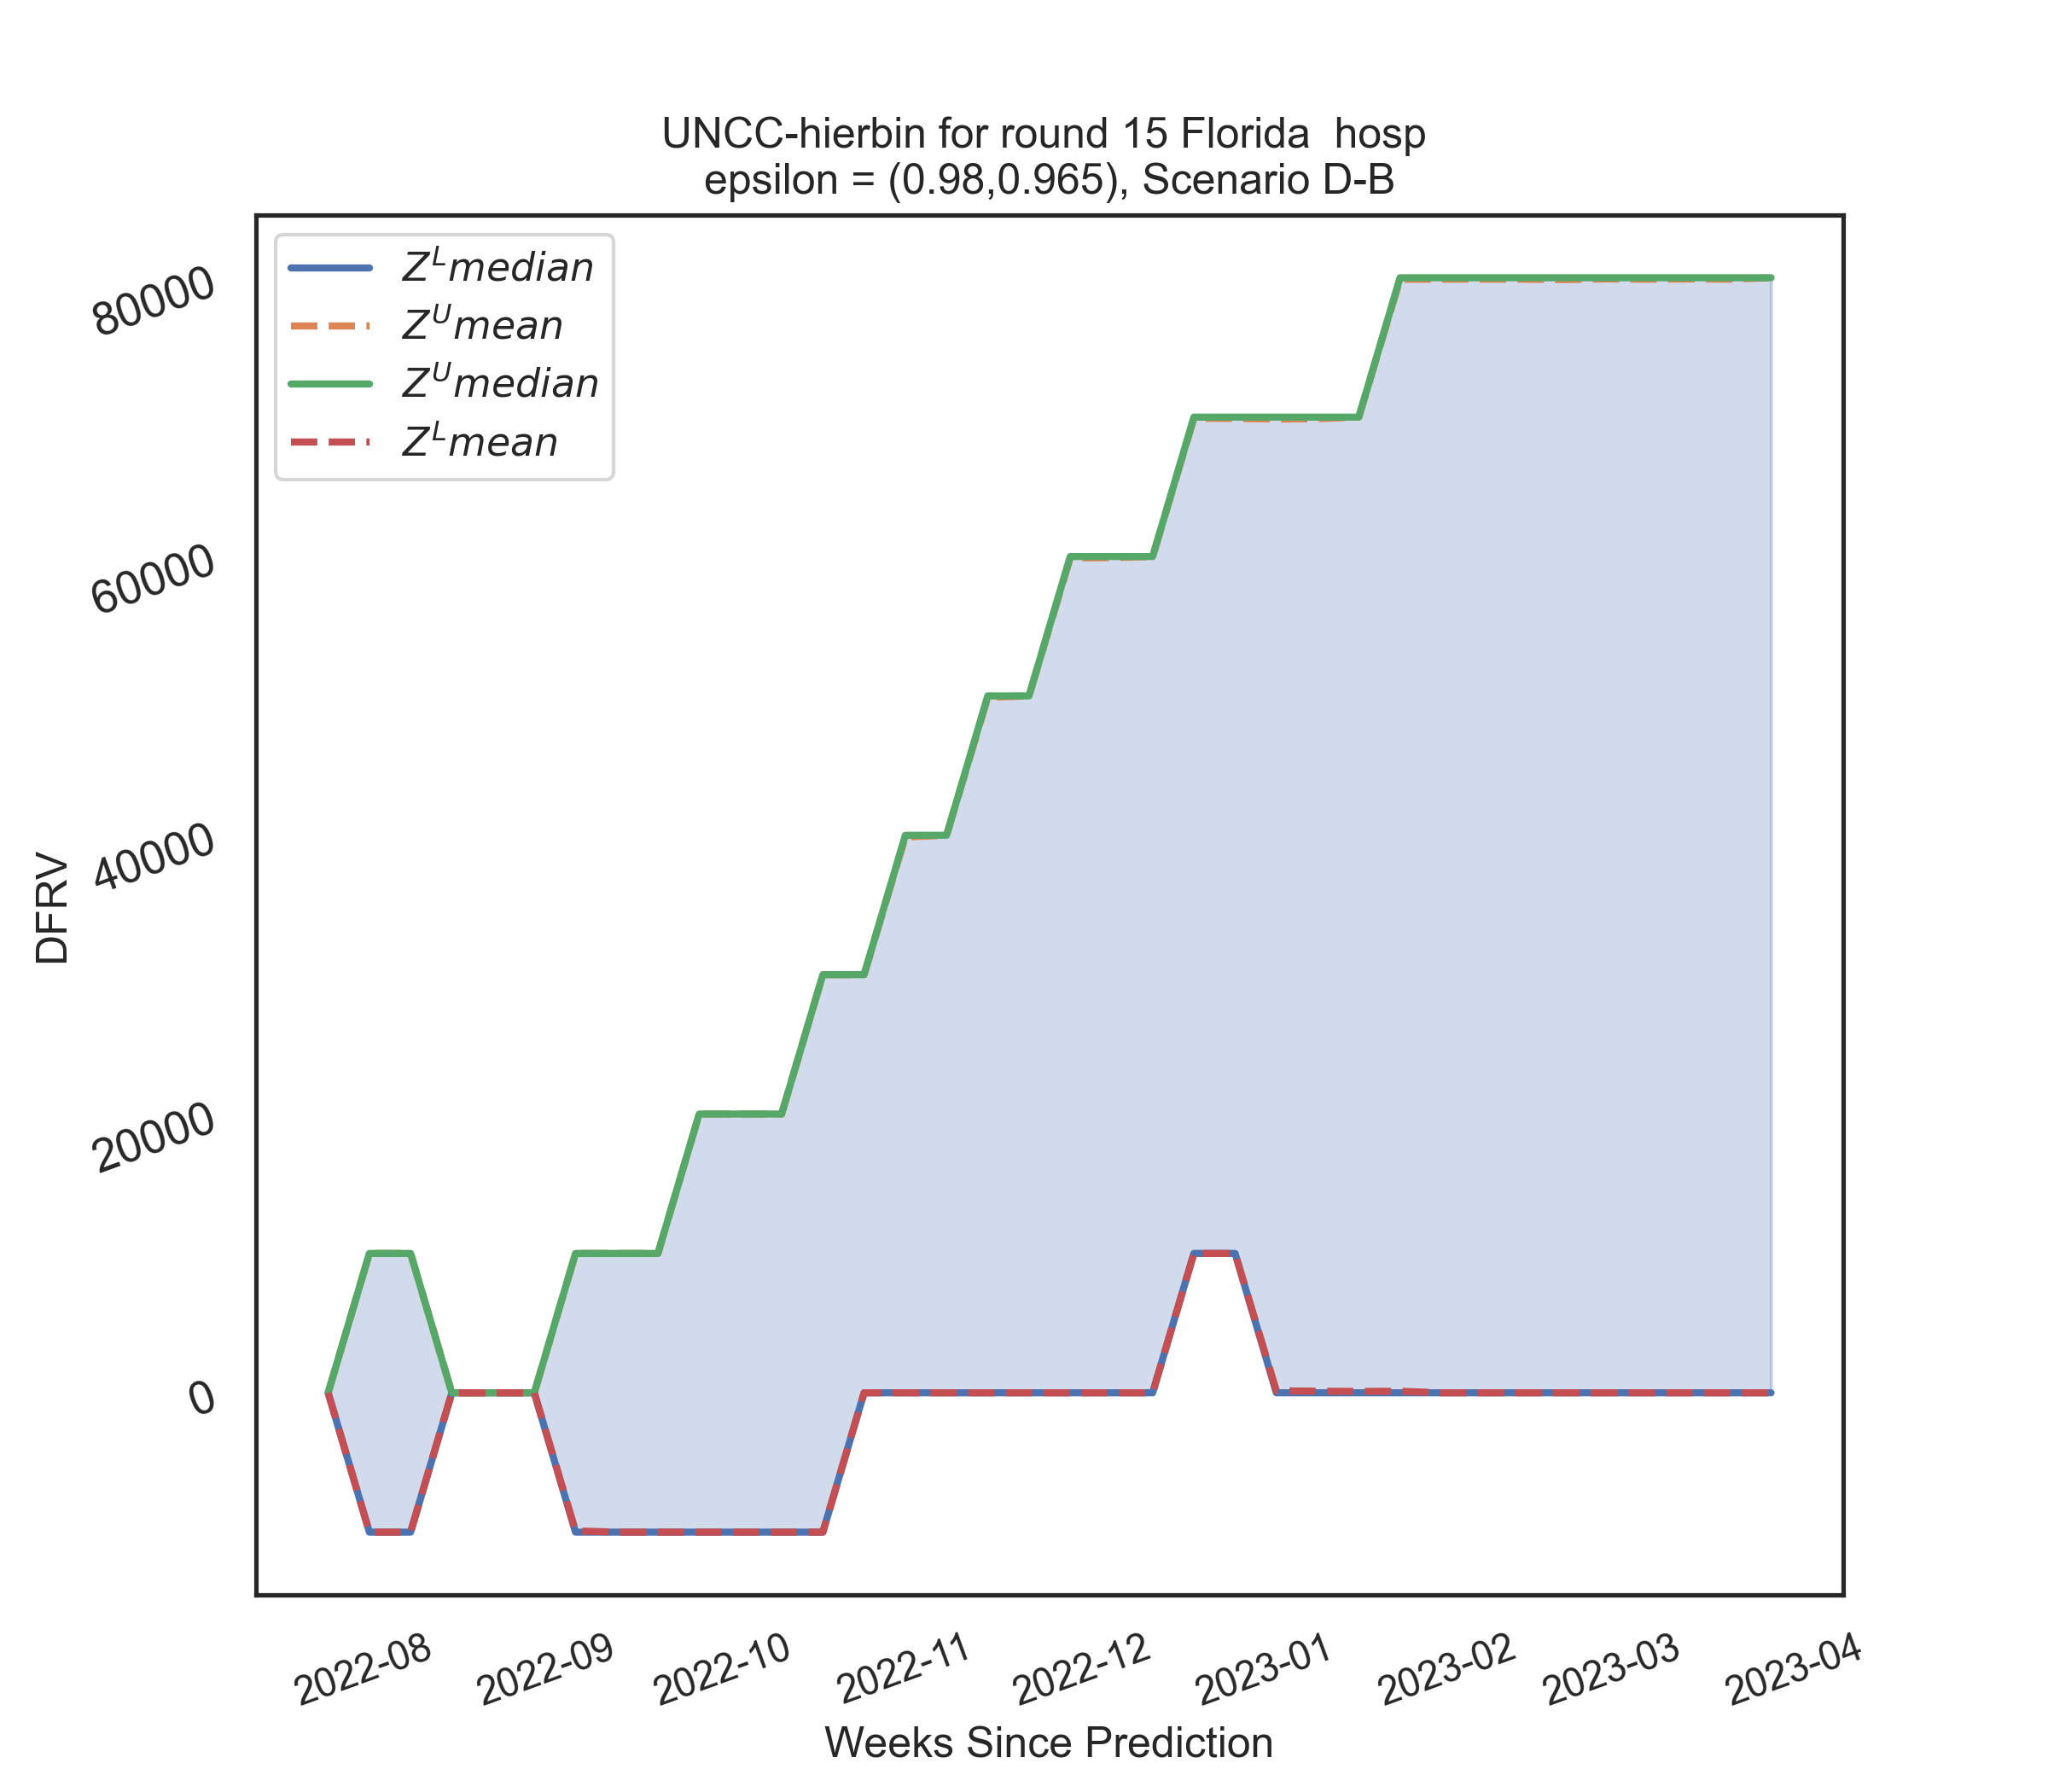 UNCC-hierbin for round 15 Florida  hosp
epsilon = (0.98,0.965), Scenario D-B
Z^L median
Z^U mean
Z^U median
Z^L mean
80000
60000
40000
20000
0
DFRV
2022-08
2022-09
2022-10
2022-11
2022-12
2023-01
2023-02
2023-03
2023-04
Weeks Since Prediction